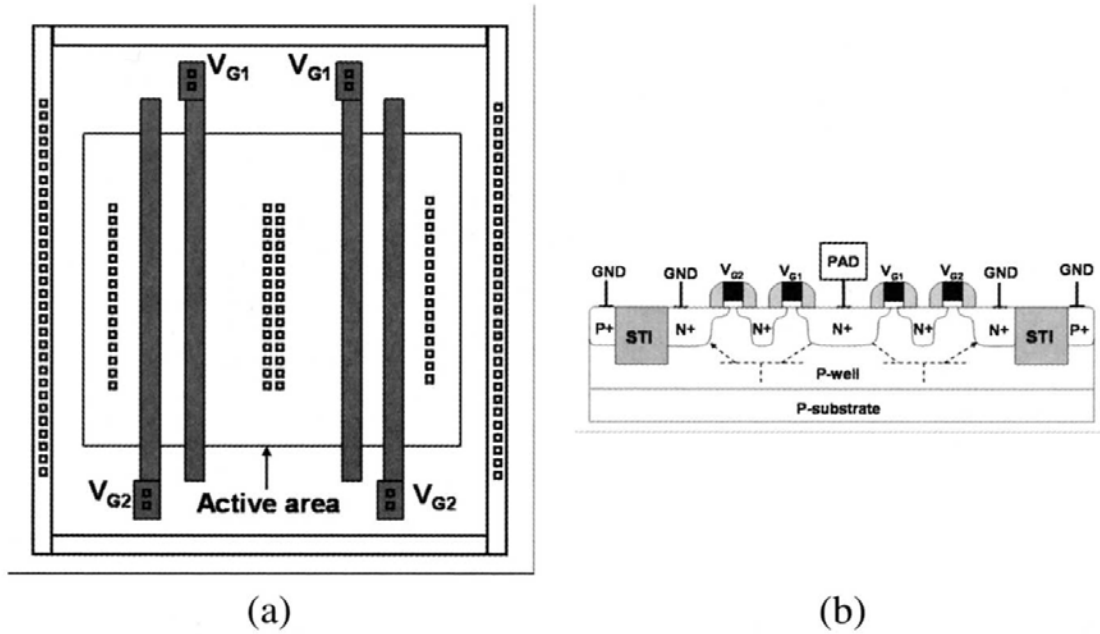 VG1 VG1
VG2 Active area VG2
(a)
GND GND VG2 VG1 PAD VG1 VG2 GND GND
P+ STI N+ N+ N+ N+ N+ STI P+
P-well
P-substrate
(b)